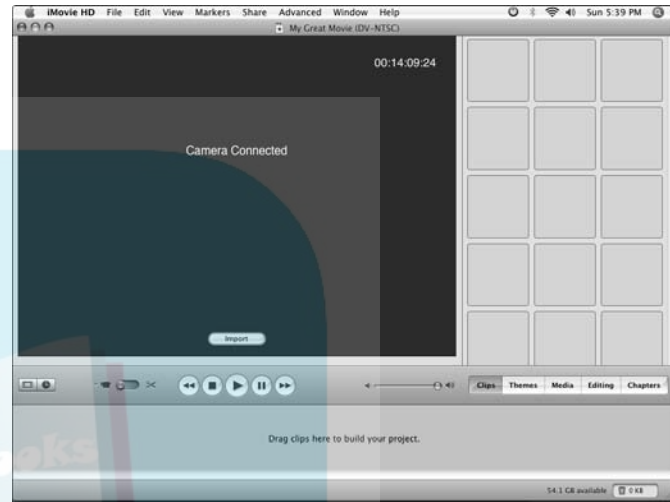 iMovie HD File Edit View Markers Share Advanced Window Help Sun 5:39 PM
My Great Movie (DV-NTSC)
00:14:09:24
Camera Connected
Import
Clips Themes Media Editing Chapters
Drag clips here to build your project.
ooks
54.1 GB available 0 KB